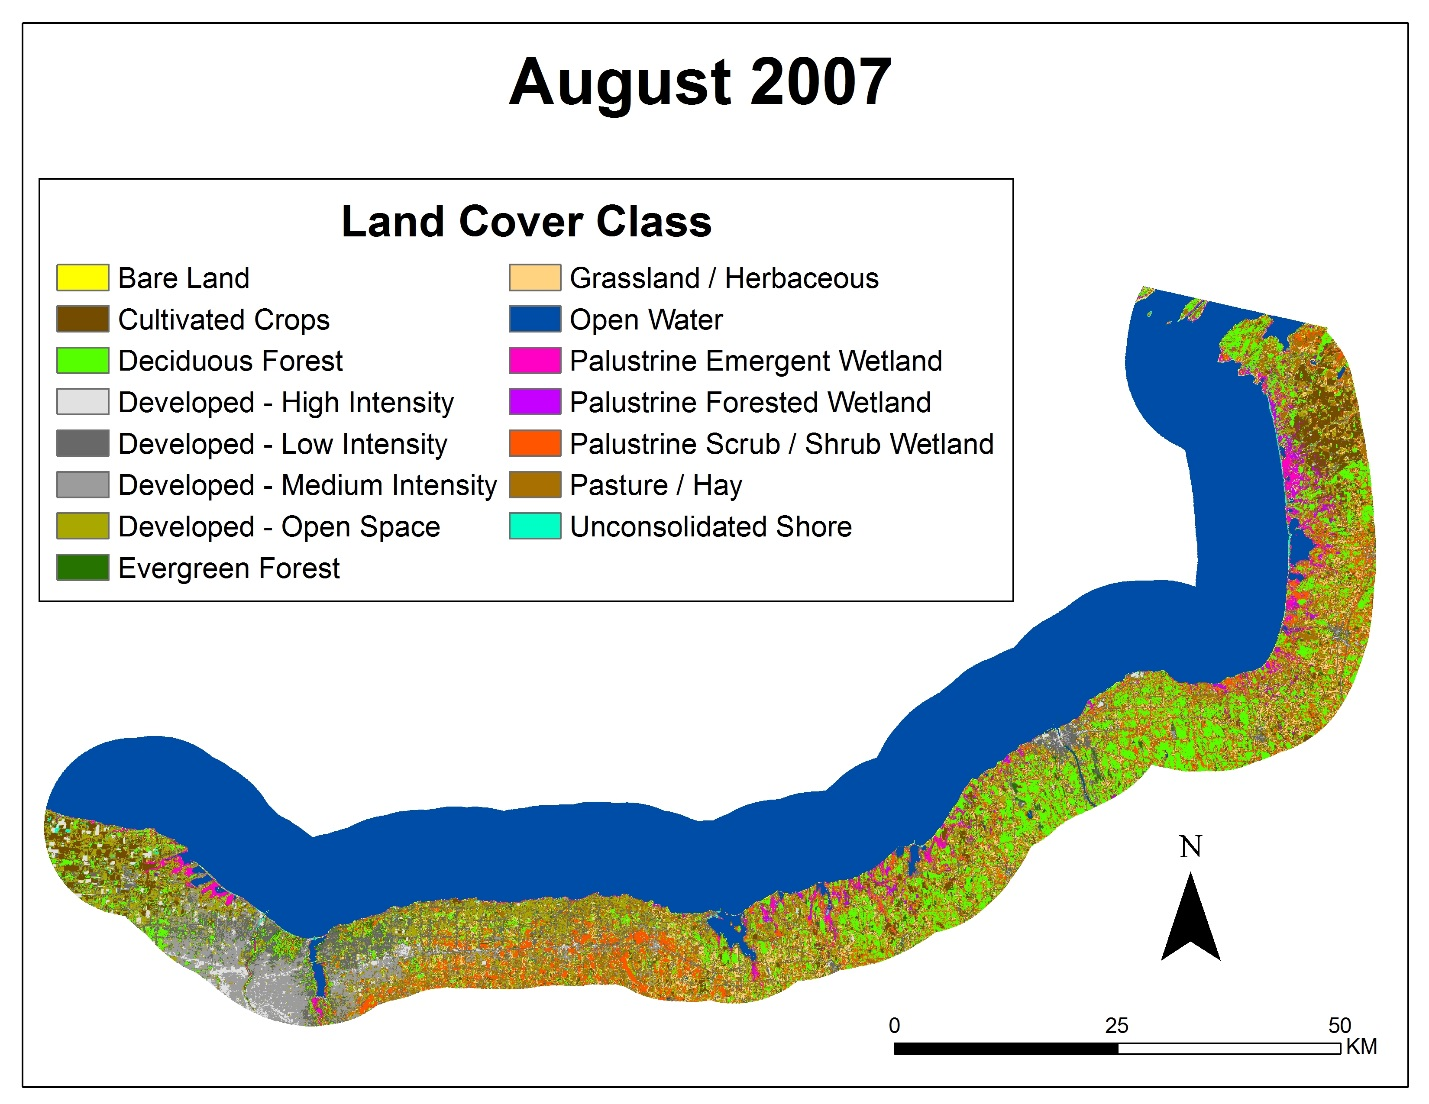 August 2007
Land Cover Class
Bare Land
Cultivated Crops
Deciduous Forest
Developed - High Intensity
Developed - Low Intensity
Developed - Medium Intensity
Developed - Open Space
Evergreen Forest
Grassland / Herbaceous
Open Water
Palustrine Emergent Wetland
Palustrine Forested Wetland
Palustrine Scrub / Shrub Wetland
Pasture / Hay
Unconsolidated Shore
N
0 25 50
KM